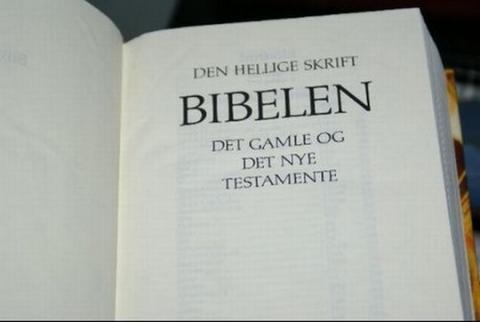 DEN HELLIGE SKRIFT
BIBELEN
DET GAMLE OG
DET NYE
TESTAMENTE